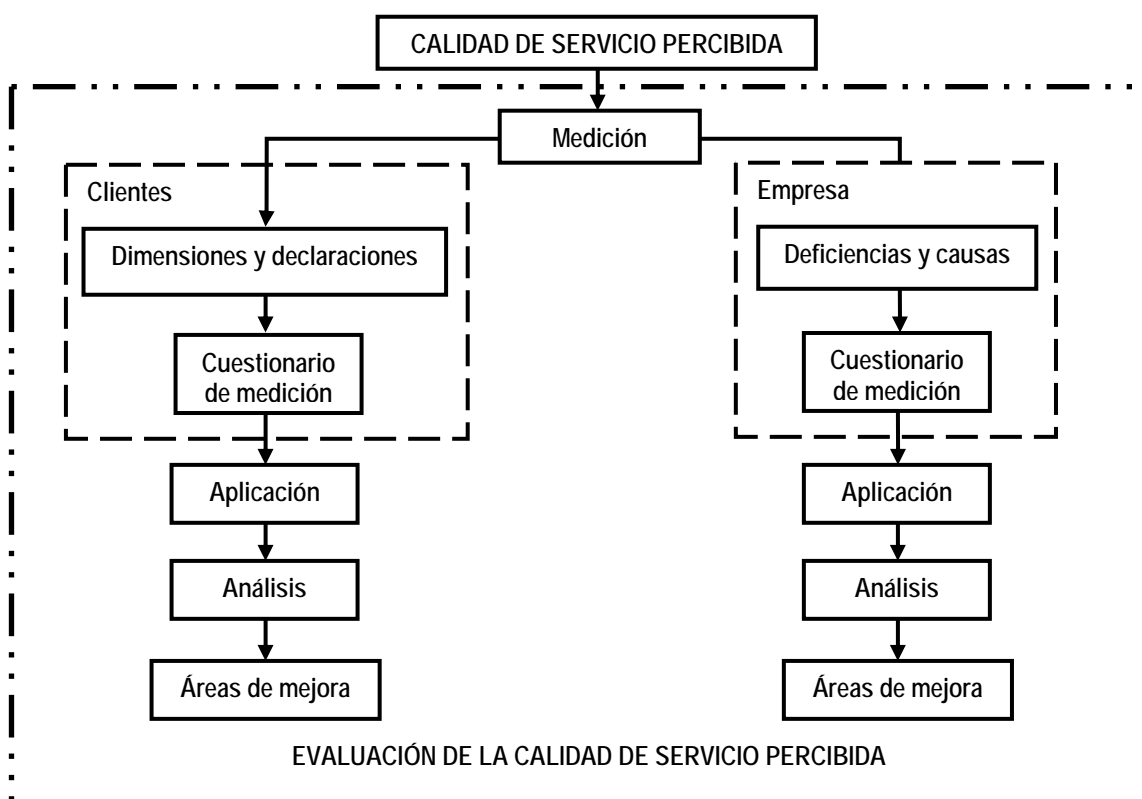 CALIDAD DE SERVICIO PERCIBIDA
Medición
Clientes
Dimensiones y declaraciones
Cuestionario
de medición
Aplicación
Análisis
Áreas de mejora
Empresa
Deficiencias y causas
Cuestionario
de medición
Aplicación
Análisis
Áreas de mejora
EVALUACIÓN DE LA CALIDAD DE SERVICIO PERCIBIDA